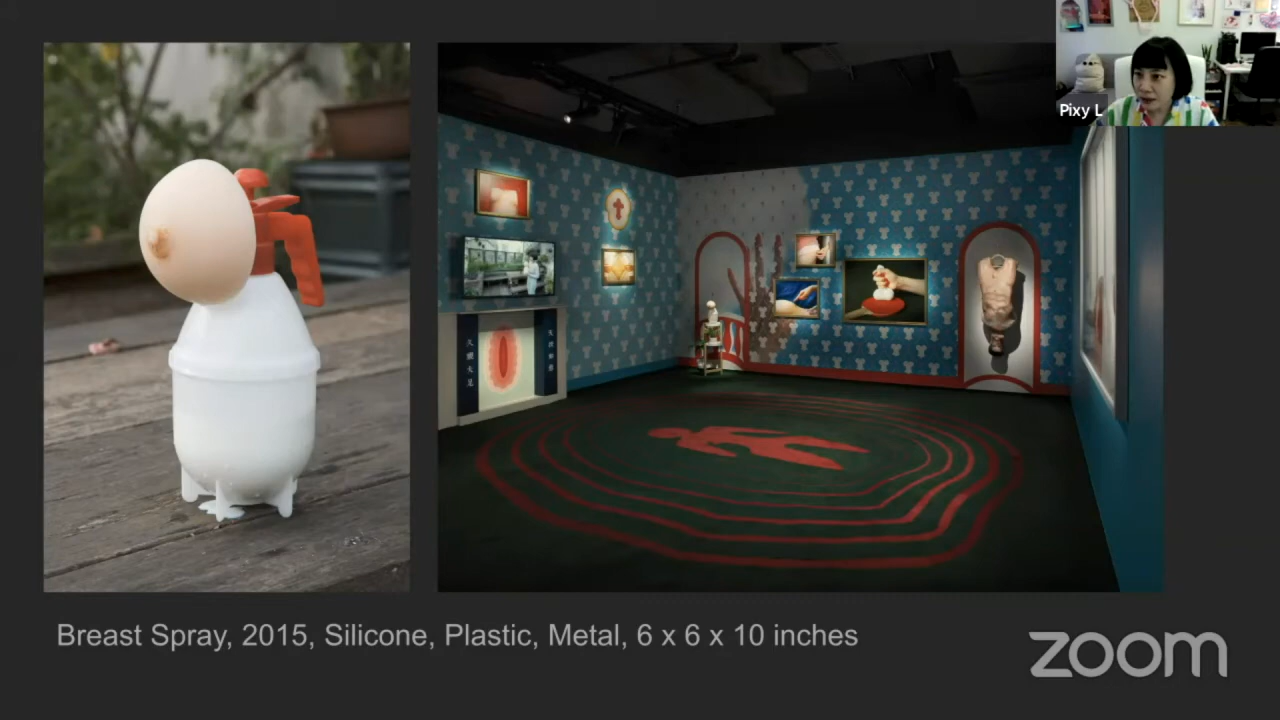 Pixy L
Breast Spray, 2015, Silicone, Plastic, Metal, 6 x 6 x 10 inches
zoom